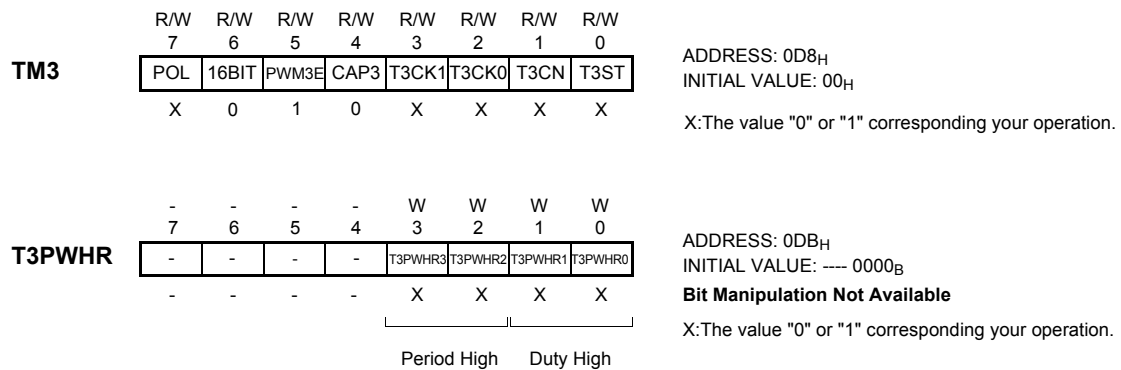 R/W R/W R/W R/W R/W R/W R/W R/W
7 6 5 4 3 2 1 0
TM3 POL 16BIT PWM3E CAP3 T3CK1 T3CK0 T3CN T3ST
X 0 1 0 X X X X
ADDRESS: 0D8H
INITIAL VALUE: 00H
X:The value "0" or "1" corresponding your operation.
- - - - W W W W
7 6 5 4 3 2 1 0
T3PWHR - - - - T3PWHR3 T3PWHR2 T3PWHR1 T3PWHR0
- - - - X X X X
Period High Duty High
ADDRESS: 0DBH
INITIAL VALUE: ---- 0000B
Bit Manipulation Not Available
X:The value "0" or "1" corresponding your operation.